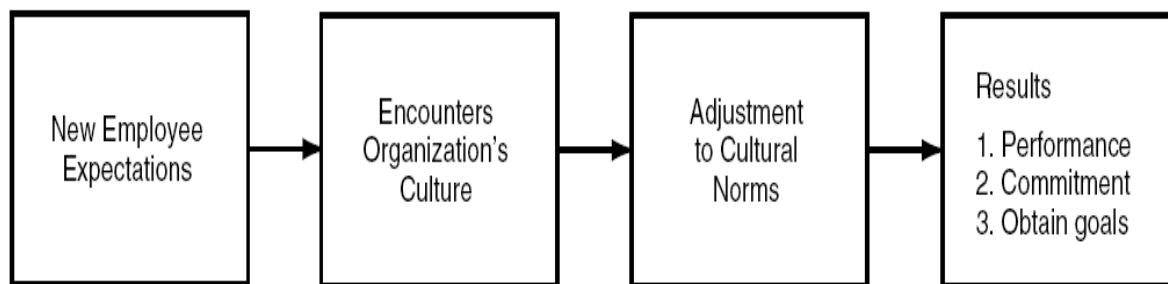 New Employee
Expectations
Encounters
Organization's
Culture
Adjustment
to Cultural
Norms
Results
1. Performance
2. Commitment
3. Obtain goals